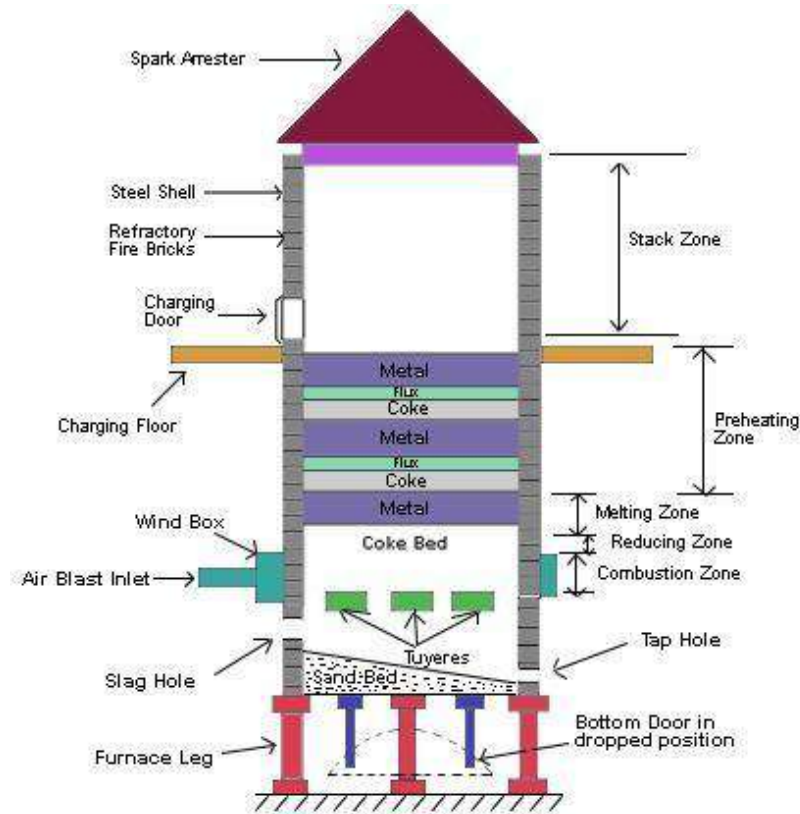 Spark Arrester
Steel Shell
Refractory
Fire Bricks
Stack Zone
Charging
Door
Metal
Flux
Coke
Charging Floor
Metal
Preheating
Zone
Flux
Coke
Metal
Melting Zone
Wind Box
Coke Bed
Reducing Zone
Air Blast Inlet
Combustion Zone
Tap Hole
Tuyeres
Slag Hole
Sand Bed
Bottom Door in
dropped position
Furnace Leg